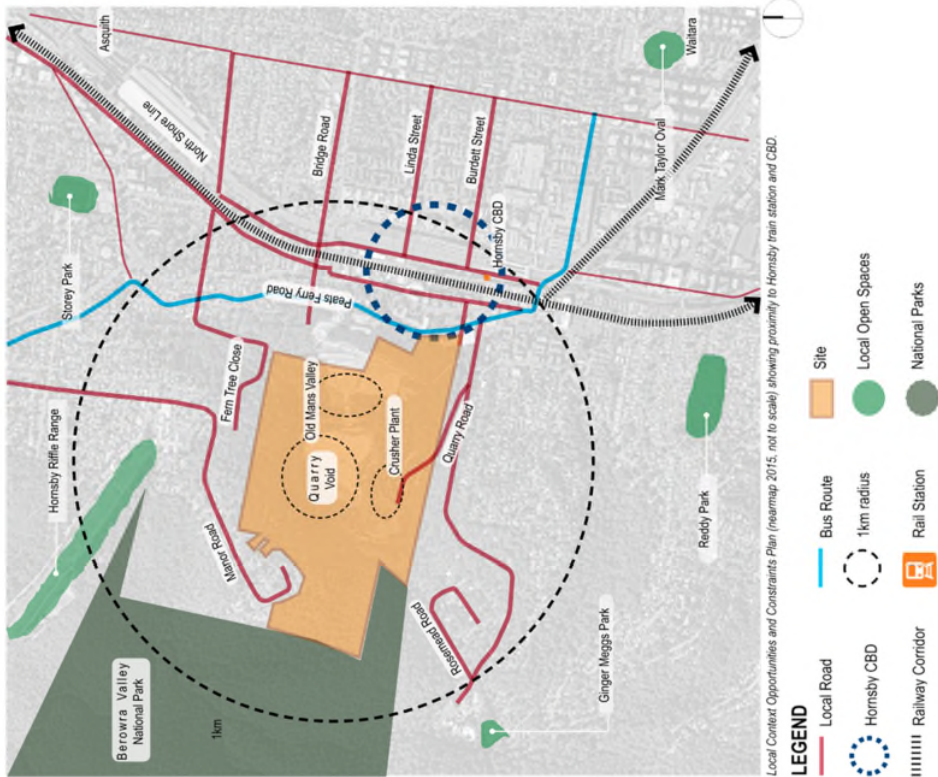 Hornsby Riffle Range
Storey Park
Asquith
Berowra Valley
National Park
North Shore Line
1km
Manor Road
Fern Tree Close
Peats Ferry Road
Bridge Road
Old Mans Valley
Quarry
Void
Crusher Plant
Linda Street
Rosemead Road
Quarry Road
Burdett Street
Hornsby CBD
Ginger Meggs Park
Mark Taylor Oval
Waitara
Reddy Park
Local Context Opportunities and Constraints Plan (nearmap 2015, not to scale) showing proximity to Hornsby train station and CBD.
LEGEND
Local Road
Bus Route
Site
Hornsby CBD
1km radius
Local Open Spaces
Railway Corridor
Rail Station
National Parks